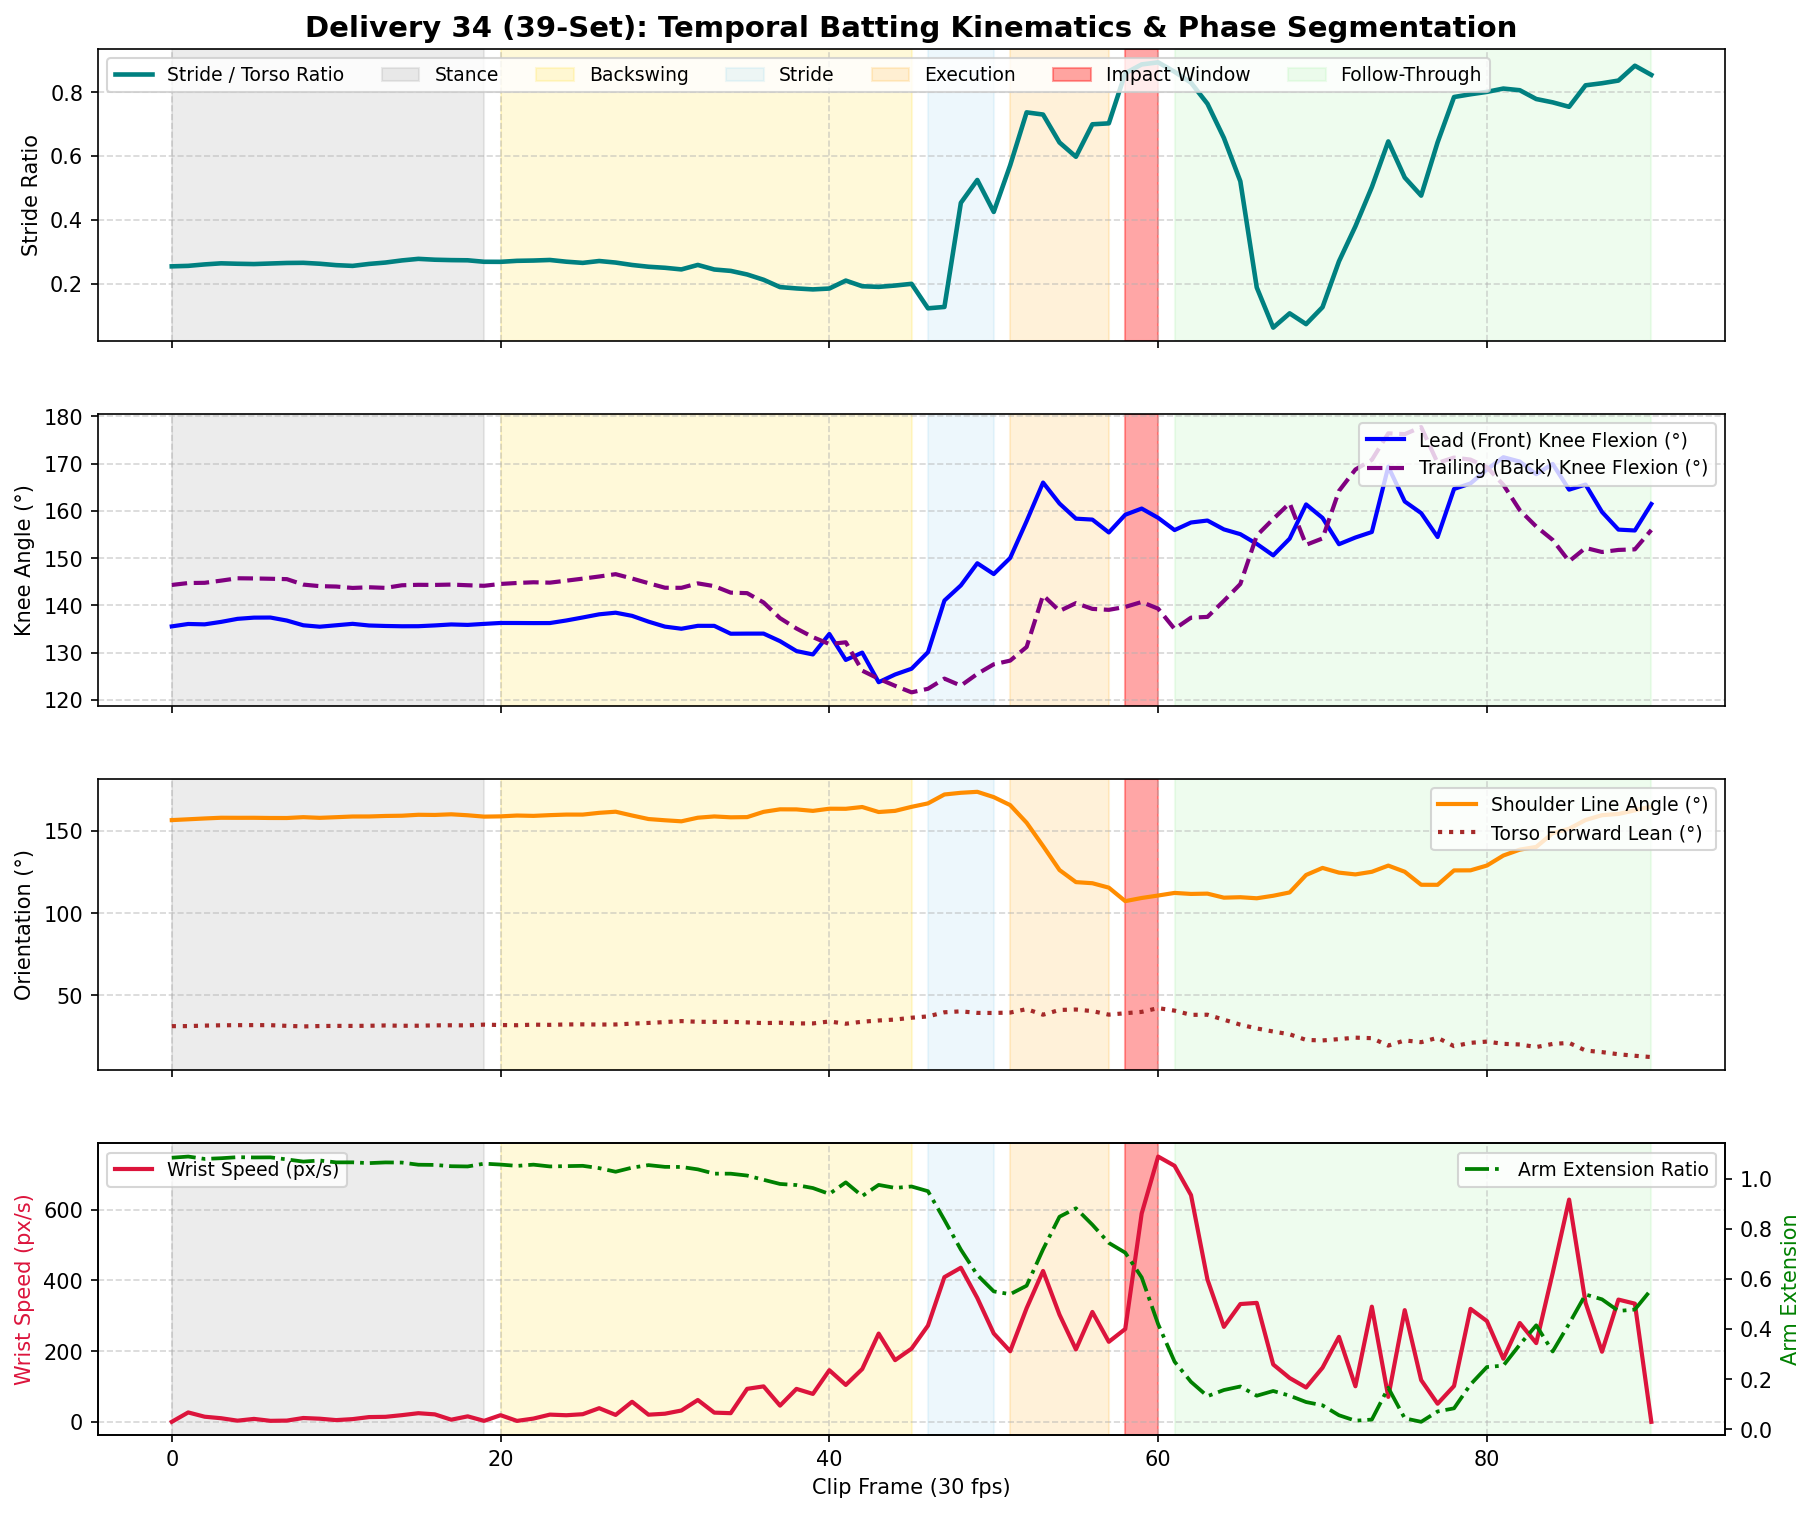 Delivery 34 (39-Set): Temporal Batting Kinematics & Phase Segmentation
Stride / Torso Ratio Stance Backswing Stride Execution Impact Window Follow-Through
Stride Ratio
0.8
0.6
0.4
0.2
Lead (Front) Knee Flexion (°)
Trailing (Back) Knee Flexion (°)
Knee Angle (°)
180
170
160
150
140
130
120
Shoulder Line Angle (°)
Torso Forward Lean (°)
Orientation (°)
150
100
50
Wrist Speed (px/s)
Arm Extension Ratio
Wrist Speed (px/s)
600
400
200
0
1.0
0.8
0.6
0.4
0.2
0.0
Arm Extension
0 20 40 60 80
Clip Frame (30 fps)